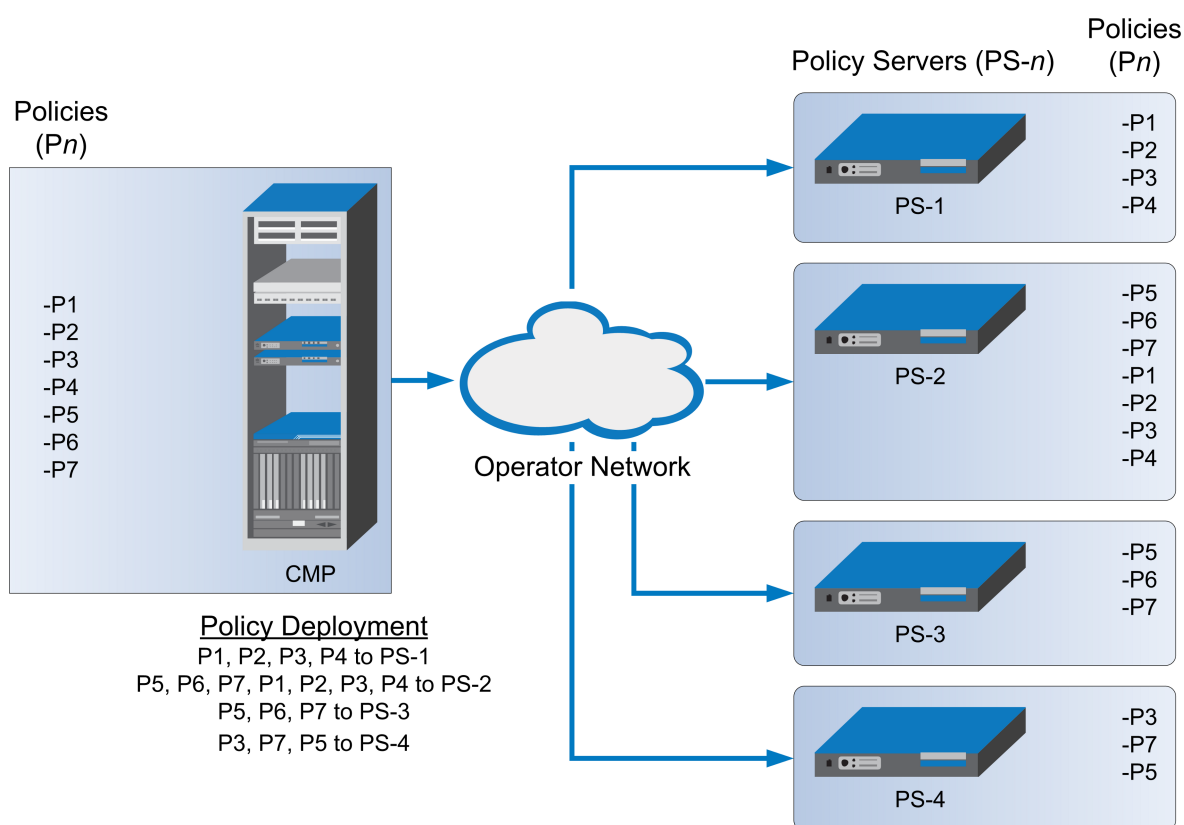 Policies
(Pn)
-P1
-P2
-P3
-P4
-P5
-P6
-P7
CMP
Policy Deployment
P1, P2, P3, P4 to PS-1
P5, P6, P7, P1, P2, P3, P4 to PS-2
P5, P6, P7 to PS-3
P3, P7, P5 to PS-4
Operator Network
Policy Servers (PS-n)
Policies
(Pn)
PS-1
-P1
-P2
-P3
-P4
PS-2
-P5
-P6
-P7
-P1
-P2
-P3
-P4
PS-3
-P5
-P6
-P7
PS-4
-P3
-P7
-P5